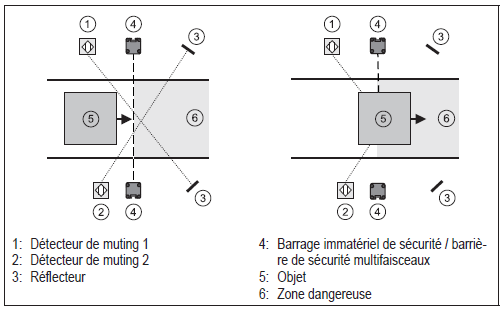 1 4 3
5 6
2 4 3
1 4 3
5 6
2 4 3
1: Détecteur de muting 1
2: Détecteur de muting 2
3: Réflecteur
4: Barrage immatériel de sécurité / barriè-
re de sécurité multifaisceaux
5: Objet
6: Zone dangereuse